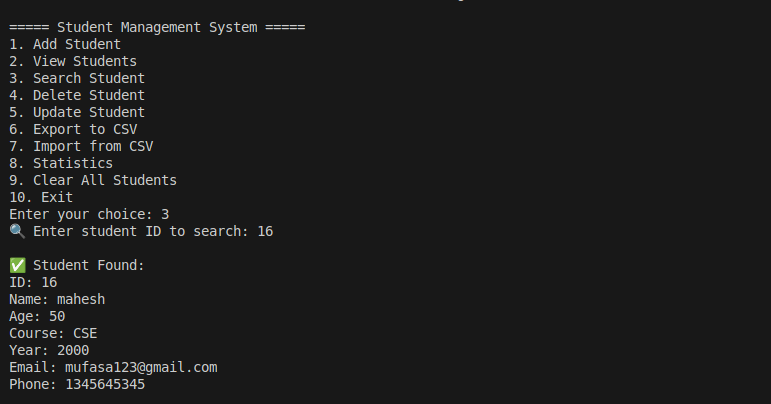 ===== Student Management System =====
1. Add Student
2. View Students
3. Search Student
4. Delete Student
5. Update Student
6. Export to CSV
7. Import from CSV
8. Statistics
9. Clear All Students
10. Exit
Enter your choice: 3
🔍 Enter student ID to search: 16
✅ Student Found:
ID: 16
Name: mahesh
Age: 50
Course: CSE
Year: 2000
Email: mufasa123@gmail.com
Phone: 1345645345